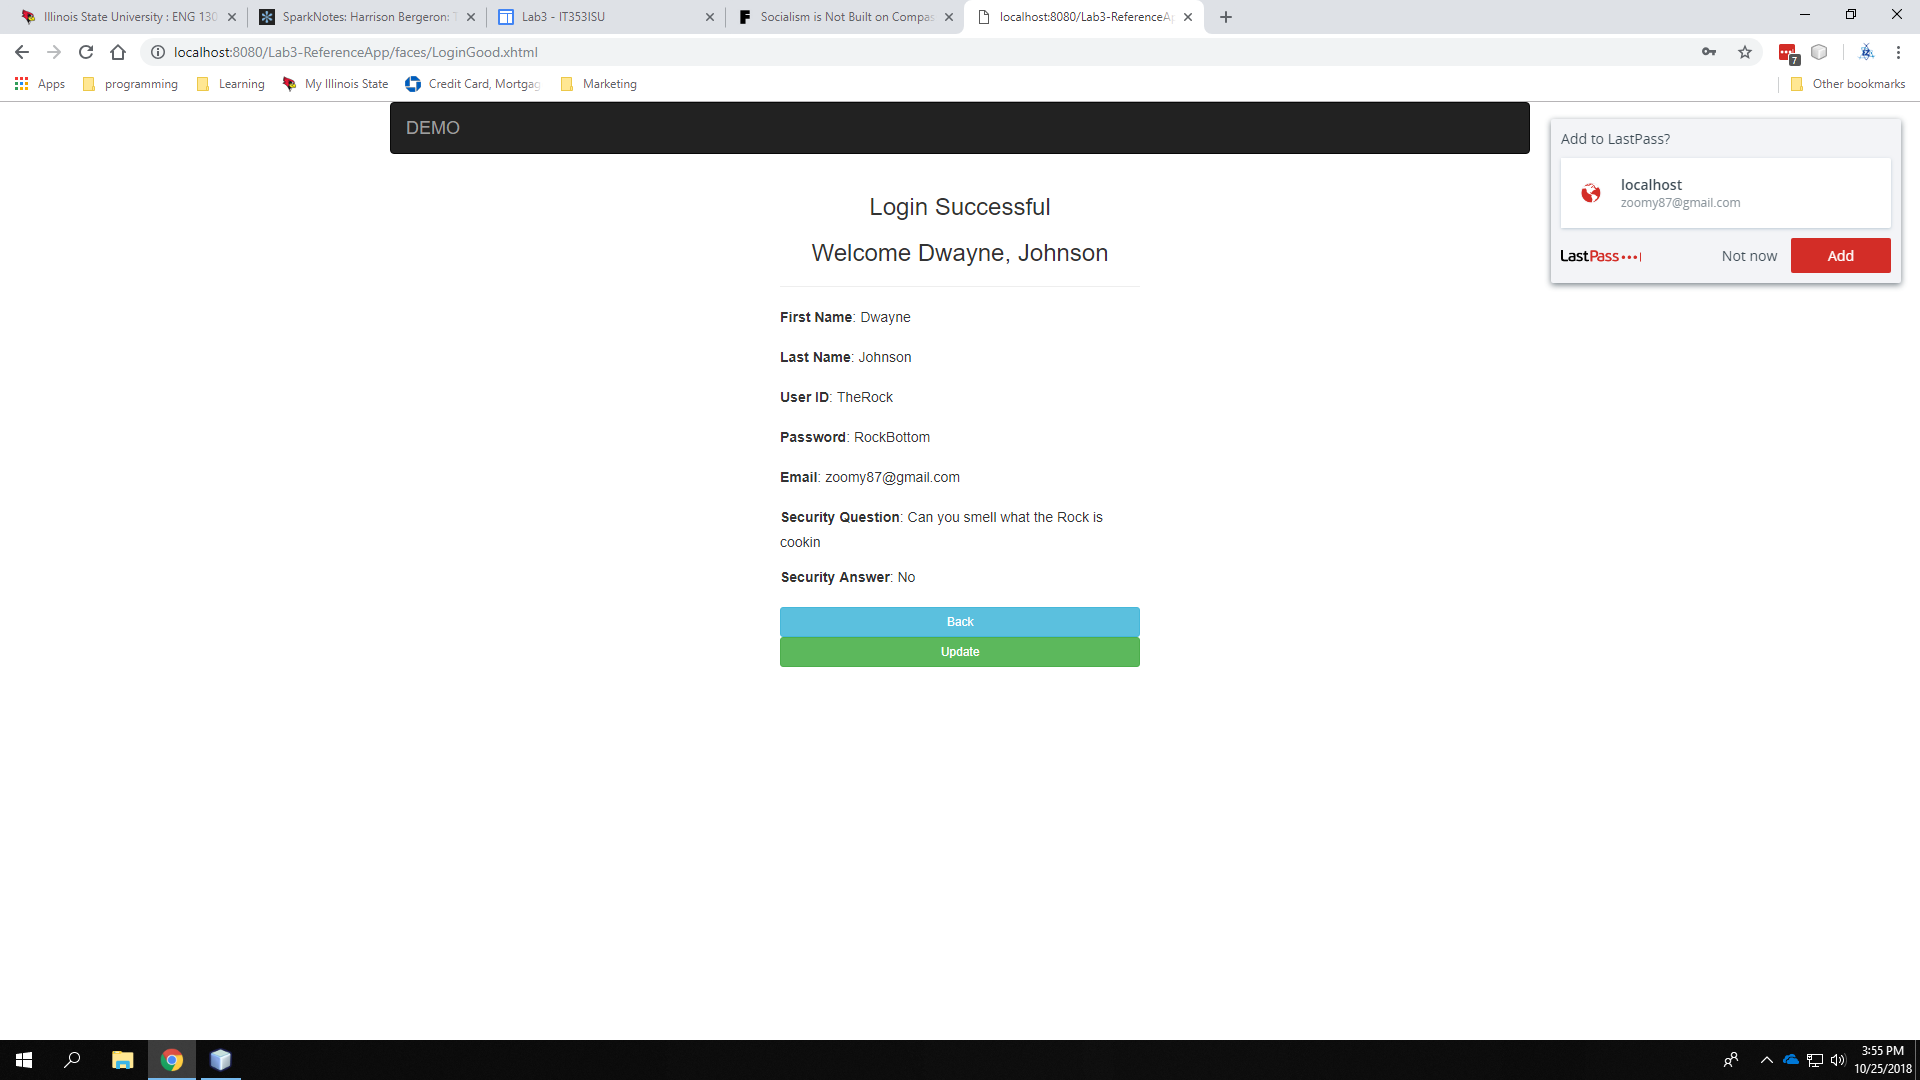 Illinois State University : ENG 130
SparkNotes: Harrison Bergeron: T
Lab3 - IT353ISU
Socialism is Not Built on Compas
localhost:8080/Lab3-ReferenceAp
localhost:8080/Lab3-ReferenceApp/faces/LoginGood.xhtml
7
Apps
programming
Learning
My Illinois State
Credit Card, Mortgag
Marketing
Other bookmarks
DEMO
Add to LastPass?
localhost
zoomy87@gmail.com
LastPass
Not now
Add
Login Successful
Welcome Dwayne, Johnson
First Name: Dwayne
Last Name: Johnson
User ID: TheRock
Password: RockBottom
Email: zoomy87@gmail.com
Security Question: Can you smell what the Rock is
cookin
Security Answer: No
Back
Update
3:55 PM
10/25/2018